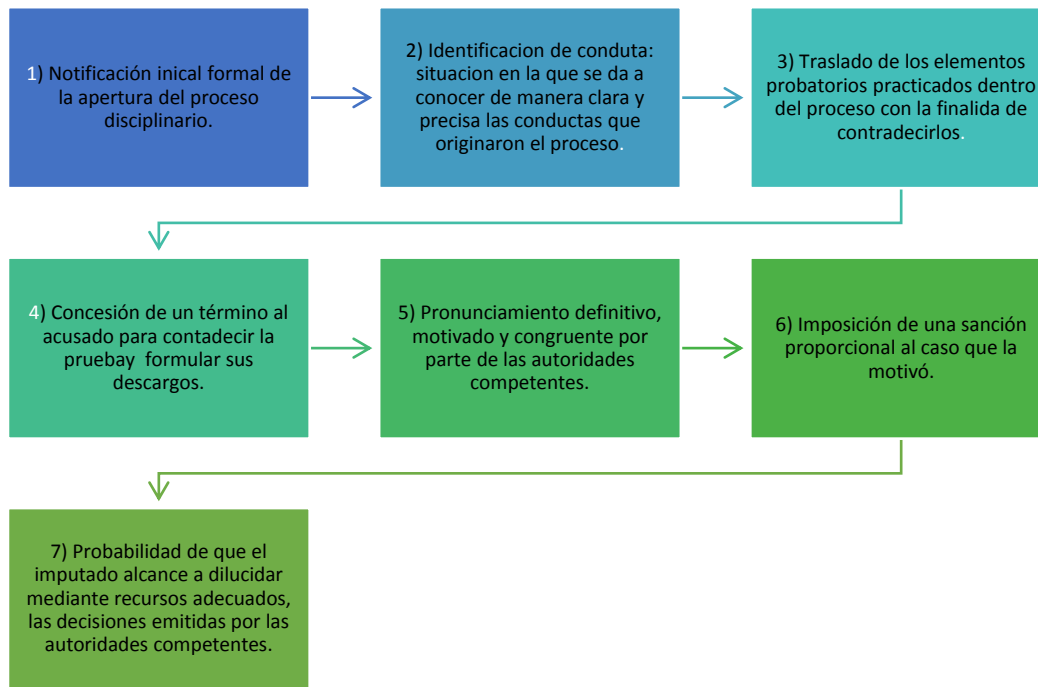 1) Notificación inical formal de
la apertura del proceso
disciplinario.
2) Identificacion de conduta:
situacion en la que se da a
conocer de manera clara y
precisa las conductas que
originaron el proceso.
3) Traslado de los elementos
probatorios practicados dentro
del proceso con la finalida de
contradecirlos.
4) Concesión de un término al
acusado para contadecir la
pruebay formular sus
descargos.
5) Pronunciamiento definitivo,
motivado y congruente por
parte de las autoridades
competentes.
6) Imposición de una sanción
proporcional al caso que la
motivó.
7) Probabilidad de que el
imputado alcance a dilucidar
mediante recursos adecuados,
las decisiones emitidas por las
autoridades competentes.